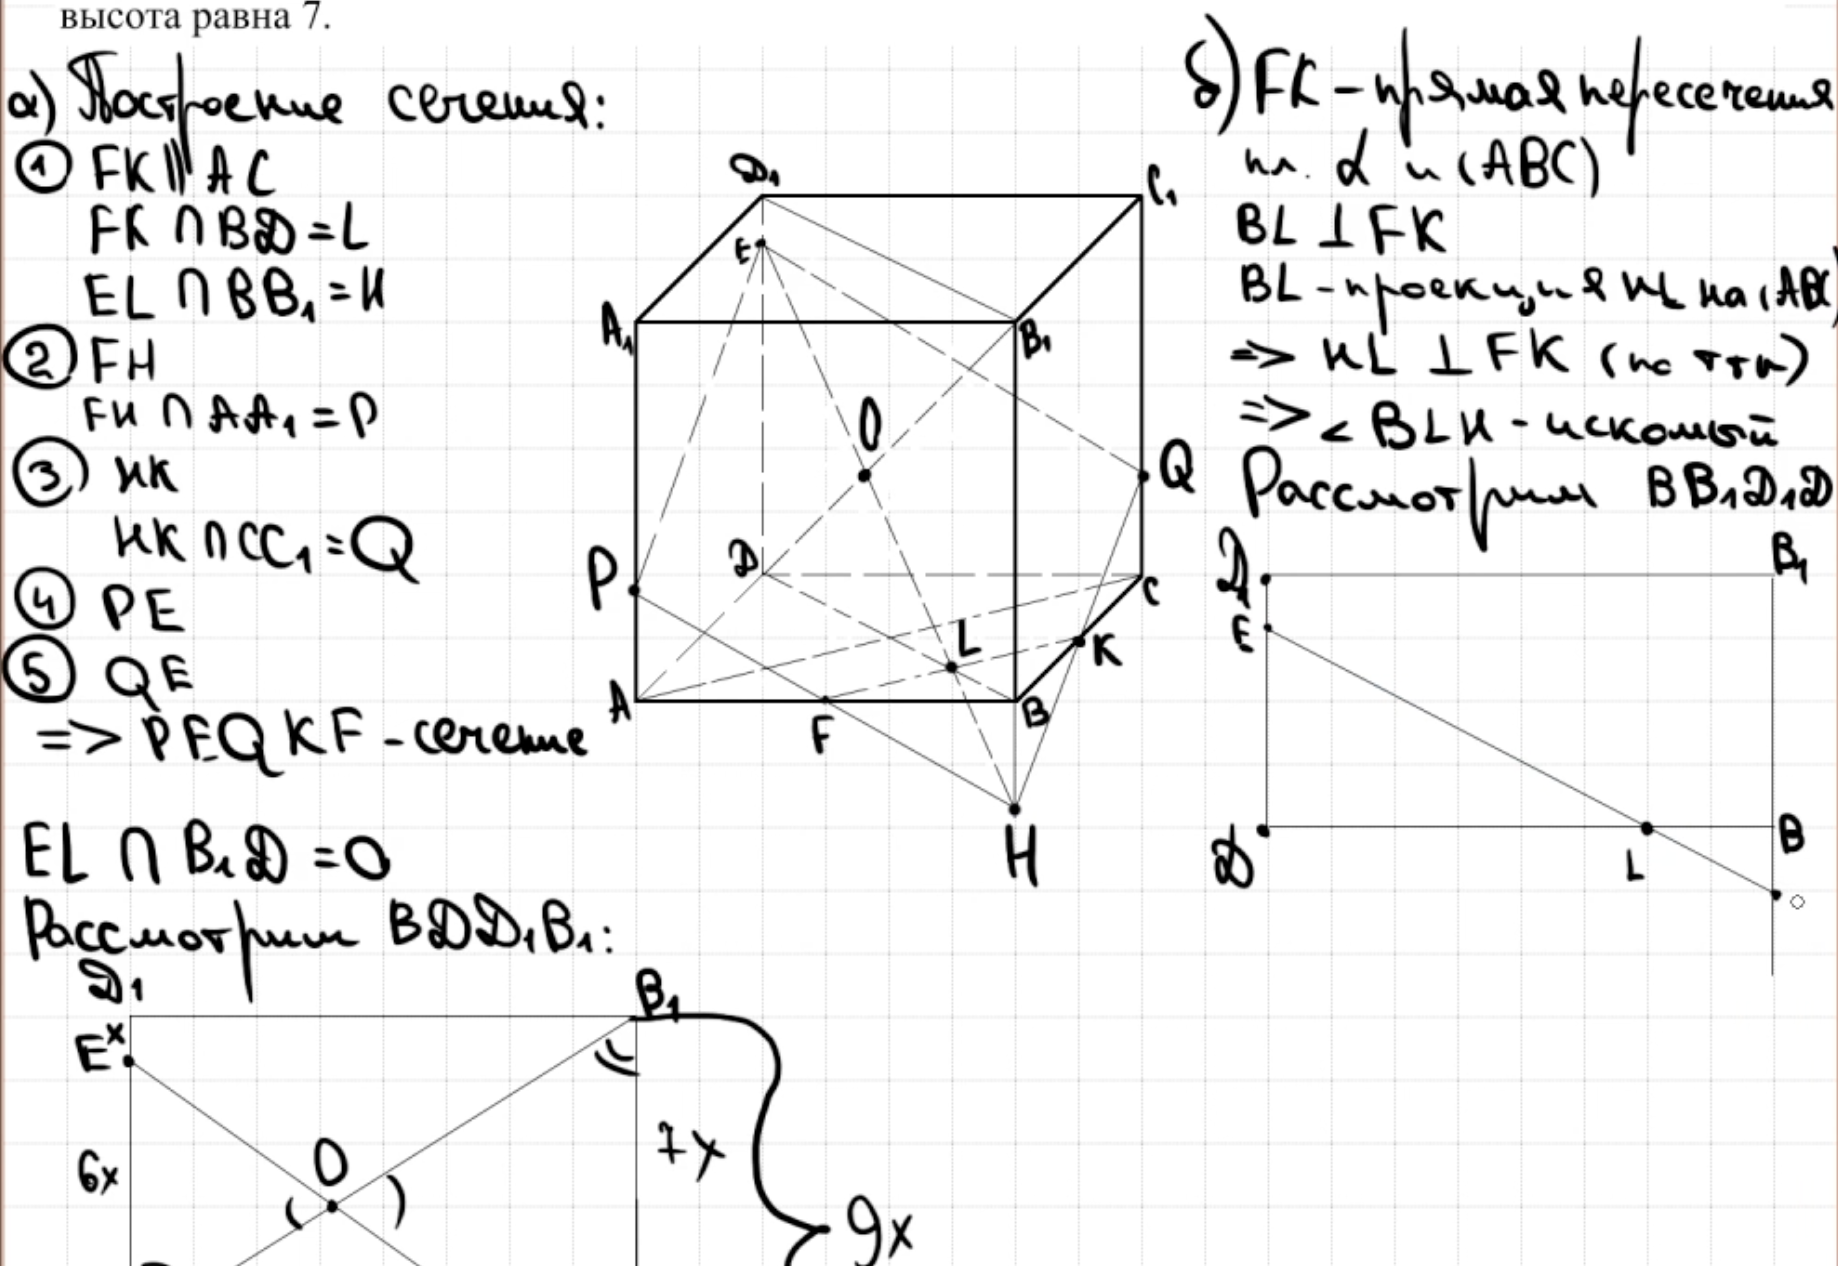 высота равна 7.
а) Построение сечения:
① FK || AC
FK ∩ BD = L
EL ∩ BB₁ = H
② FH
FH ∩ AA₁ = P
③ HK
HK ∩ CC₁ = Q
④ PE
⑤ QE
=> PEQKF - сечение
EL ∩ B₁D = O
Рассмотрим BDD₁B₁:
D₁
B₁
E
x
6x
O
7x
9x
D₁
C₁
E
A₁
B₁
O
Q
P
D
C
L
K
A
F
B
H
б) FK - прямая пересечения
пл. α и (ABC)
BL ⊥ FK
BL - проекция HL на (ABC)
=> HL ⊥ FK (по ттп)
=> ∠ BLH - искомый
Рассмотрим BB₁D₁D
D₁
B₁
E
D
L
B